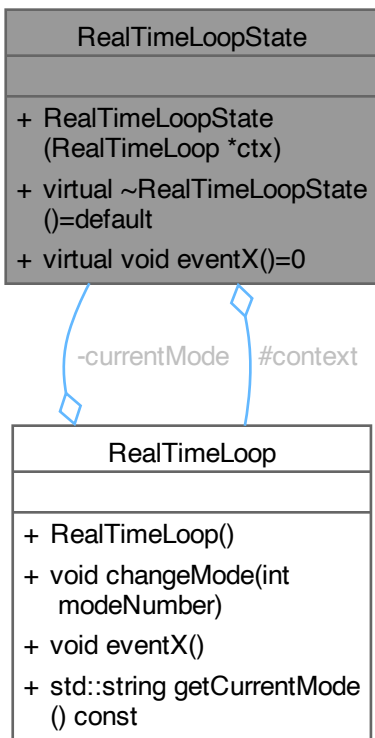 RealTimeLoopState
+ RealTimeLoopState
(RealTimeLoop *ctx)
+ virtual ~RealTimeLoopState
()=default
+ virtual void eventX()=0
-currentMode #context
RealTimeLoop
+ RealTimeLoop()
+ void changeMode(int
modeNumber)
+ void eventX()
+ std::string getCurrentMode
() const